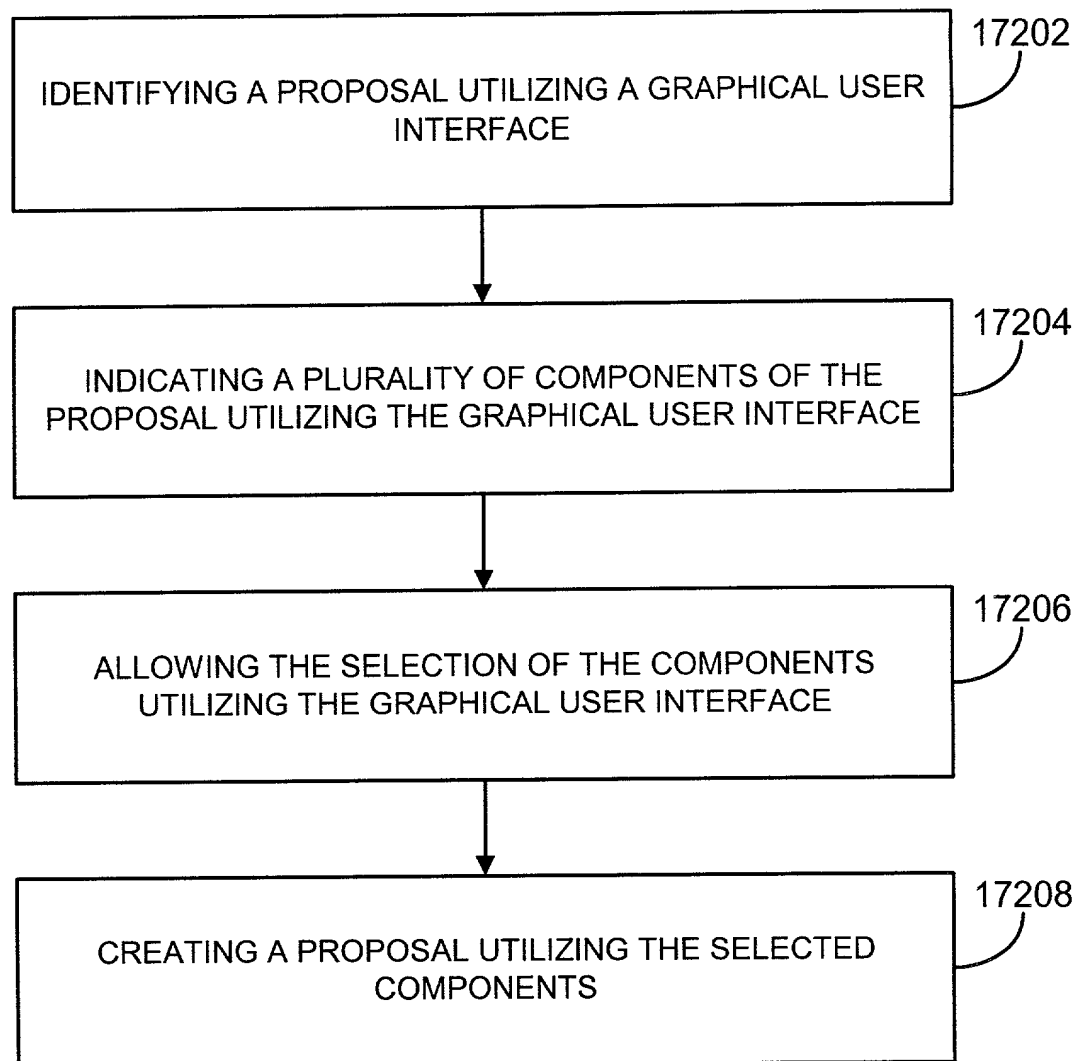 17202
IDENTIFYING A PROPOSAL UTILIZING A GRAPHICAL USER
INTERFACE
17204
INDICATING A PLURALITY OF COMPONENTS OF THE
PROPOSAL UTILIZING THE GRAPHICAL USER INTERFACE
17206
ALLOWING THE SELECTION OF THE COMPONENTS
UTILIZING THE GRAPHICAL USER INTERFACE
17208
CREATING A PROPOSAL UTILIZING THE SELECTED
COMPONENTS